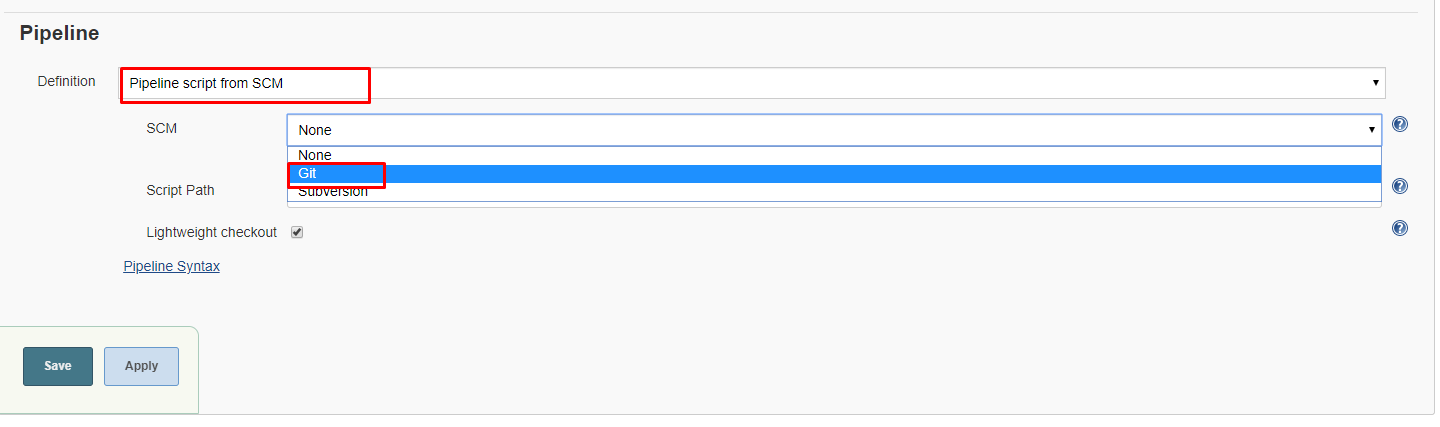 Pipeline
Definition Pipeline script from SCM
SCM None
None
Git
Subversion
Script Path
Lightweight checkout
Pipeline Syntax
Save Apply